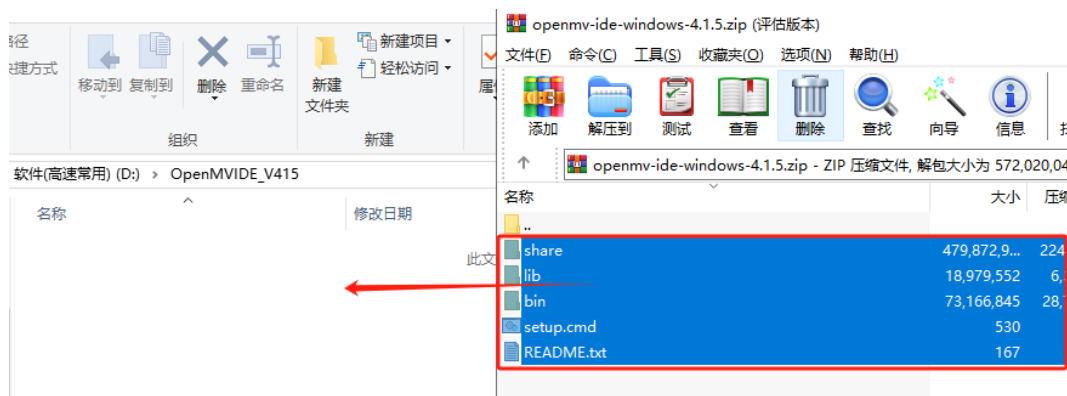 openmv-ide-windows-4.1.5.zip (评估版本)
文件(F) 命令(C) 工具(S) 收藏夹(O) 选项(N) 帮助(H)
添加 解压到 测试 查看 删除 查找 向导 信息
openmv-ide-windows-4.1.5.zip - ZIP 压缩文件, 解包大小为 572,020,04
名称 大小
..
share 479,872,9... 224
lib 18,979,552 6,
bin 73,166,845 28,
setup.cmd 530
README.txt 167
路径
快捷方式
移动到 复制到 删除 重命名
组织
新建项目
轻松访问
新建
文件夹
新建
软件(高速常用) (D:) › OpenMVIDE_V415
名称 修改日期
此文